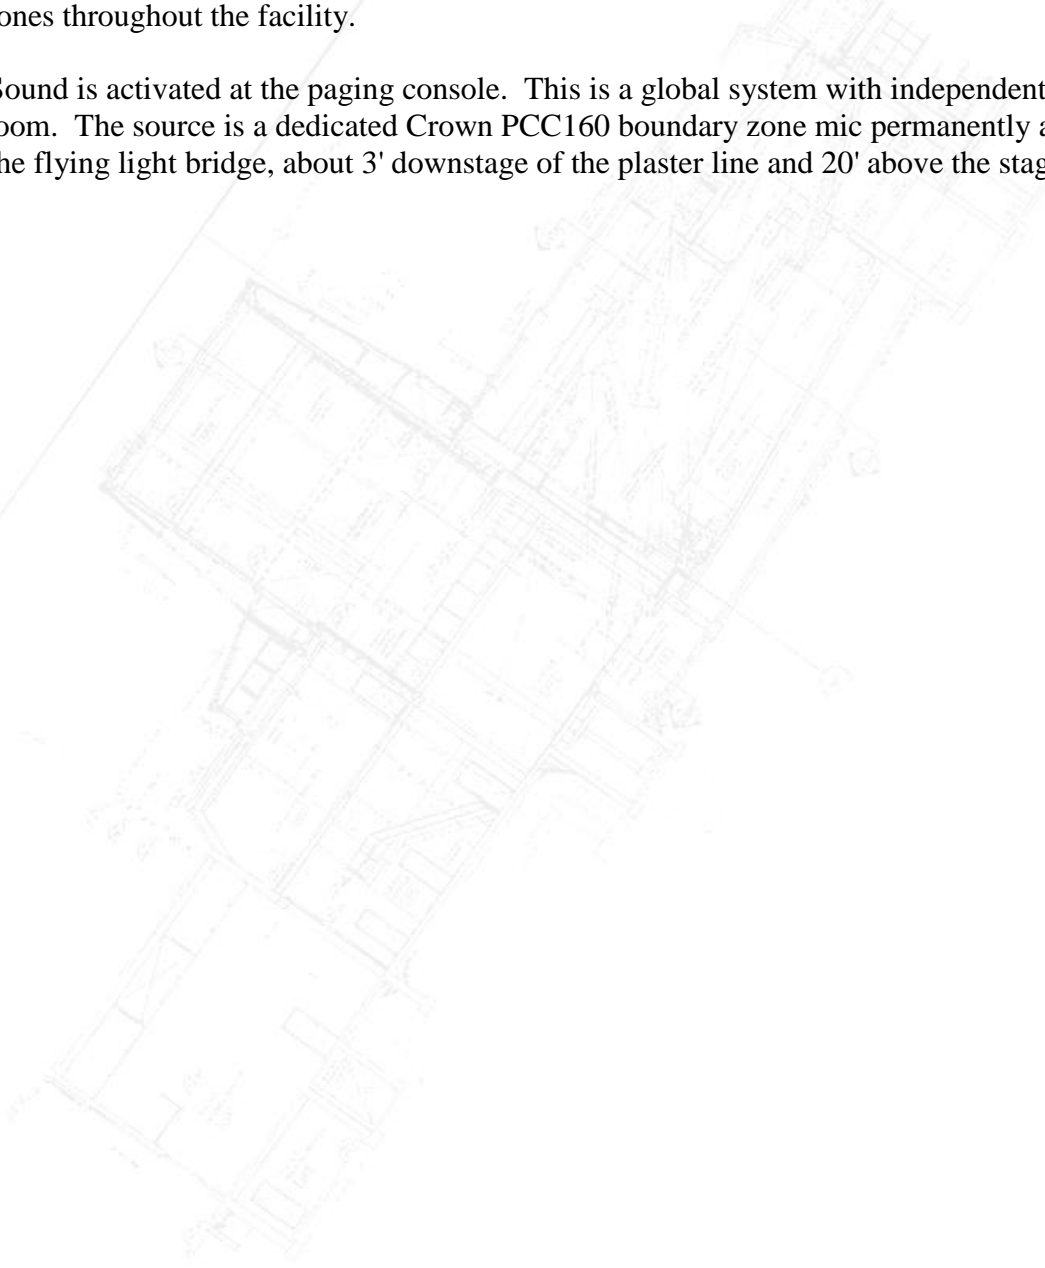 ones throughout the facility.
Sound is activated at the paging console.  This is a global system with independent
oom.  The source is a dedicated Crown PCC160 boundary zone mic permanently a
he flying light bridge, about 3' downstage of the plaster line and 20' above the stag